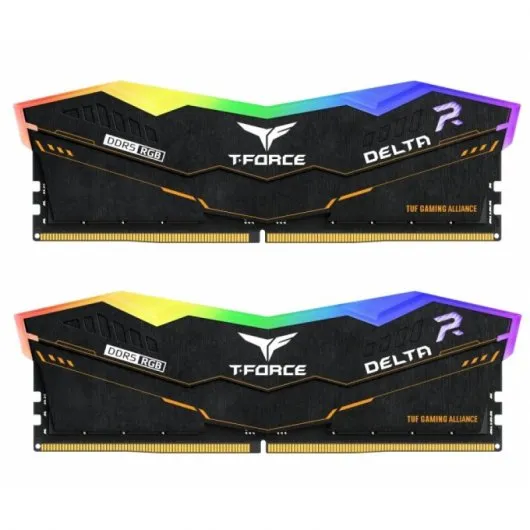 DDR5 RGB
T-FORCE
DELTA R
TUF GAMING ALLIANCE
DDR5 RGB
T-FORCE
DELTA R
TUF GAMING ALLIANCE